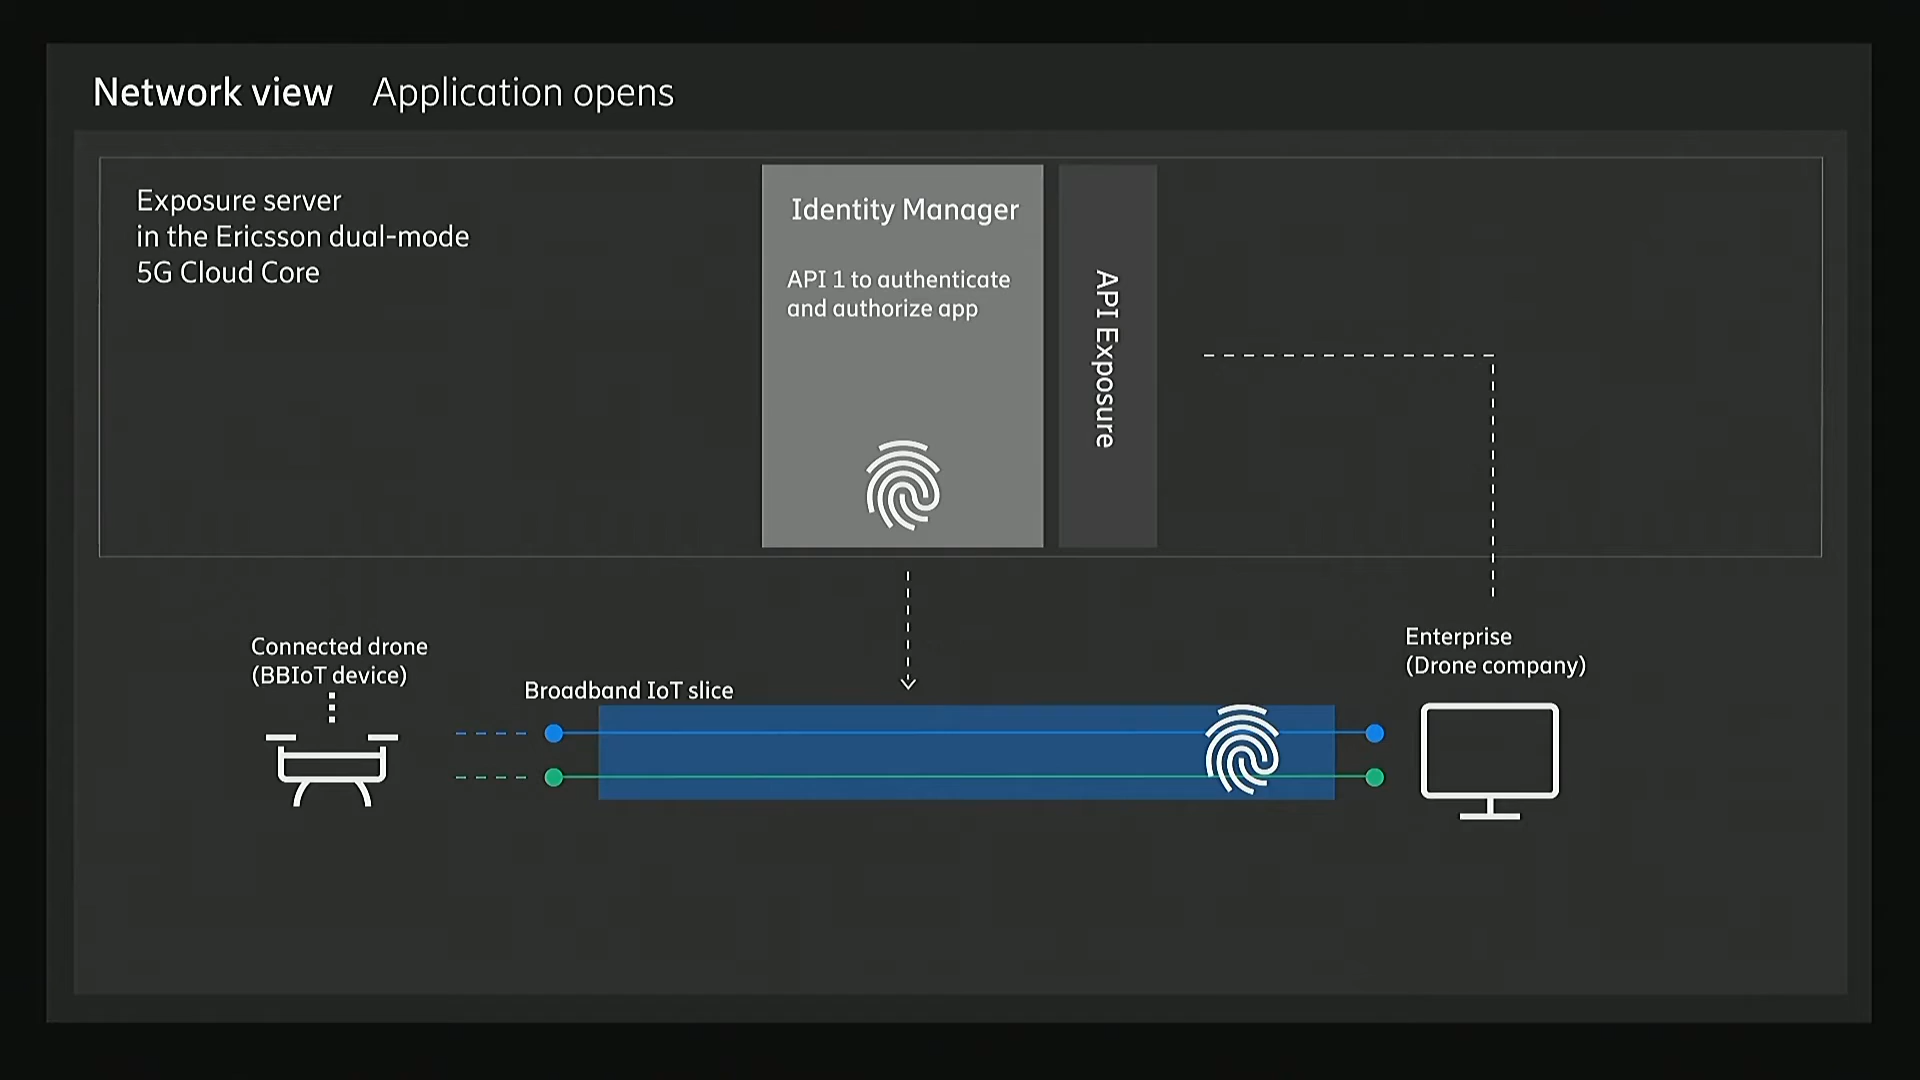 Network view Application opens
Exposure server
in the Ericsson dual-mode
5G Cloud Core
Identity Manager
API 1 to authenticate
and authorize app
API Exposure
Connected drone
(BBIoT device)
Broadband IoT slice
Enterprise
(Drone company)